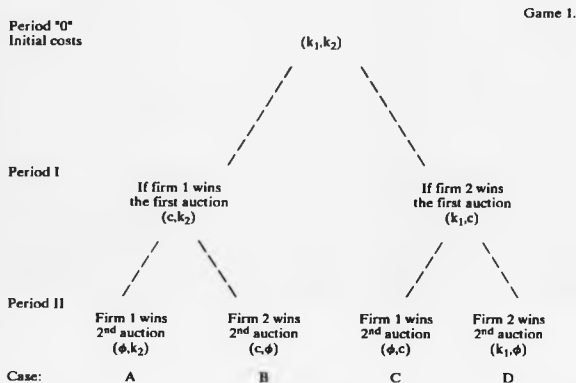 Game 1.
Period "0"
Initial costs
(k₁,k₂)
Period I
If firm 1 wins
the first auction
(c,k₂)
If firm 2 wins
the first auction
(k₁,c)
Period II
Firm 1 wins
2nd auction
(ϕ,k₂)
Firm 2 wins
2nd auction
(c,ϕ)
Firm 1 wins
2nd auction
(ϕ,c)
Firm 2 wins
2nd auction
(k₁,ϕ)
Case: A B C D